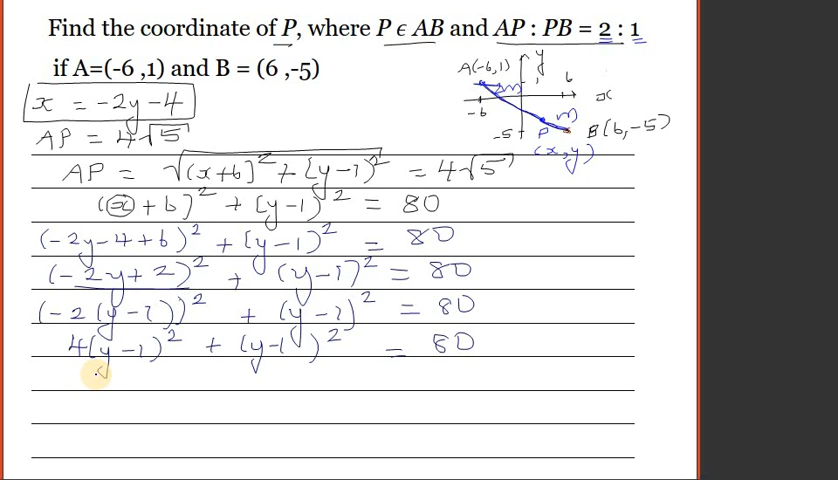 Find the coordinate of P, where P ϵ AB and AP : PB = 2 : 1
if A=(-6 ,1) and B = (6 ,-5)
x = -2y-4
AP = 4√5
AP = √(x+6)² + (y-1)² = 4√5
(x+6)² + (y-1)² = 80
(-2y-4+6)² + (y-1)² = 80
(-2y+2)² + (y-1)² = 80
(-2(y-1))² + (y-1)² = 80
4(y-1)² + (y-1)² = 80
A(-6,1)
y
1
6
2m
x
-6
m
-5
P
B(6,-5)
(x,y)